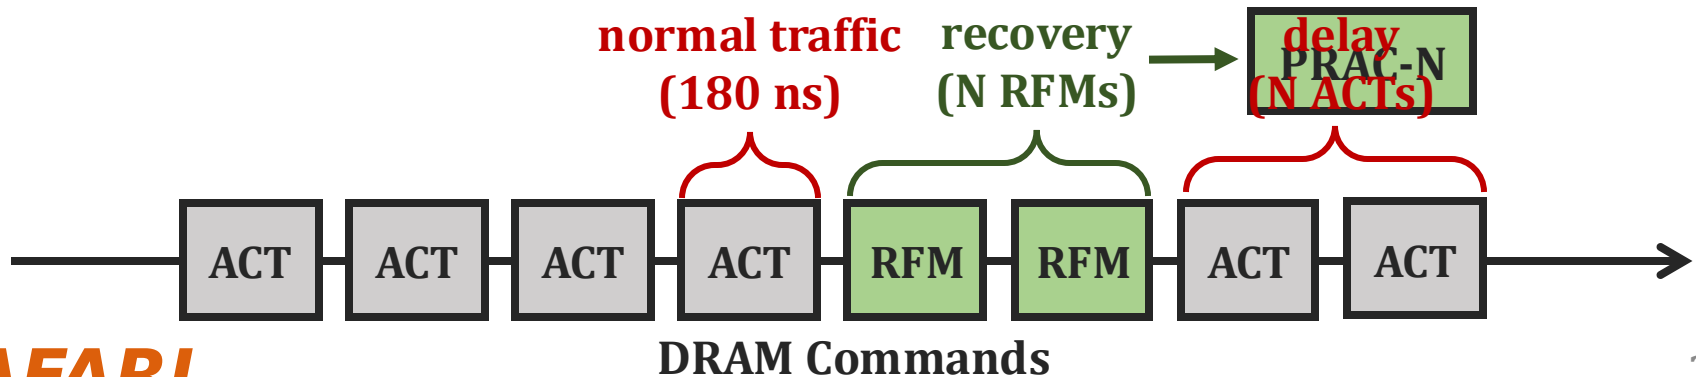 normal traffic
(180 ns)
recovery
(N RFMs)
delay
PRAC-N
(N ACTs)
ACT ACT ACT ACT RFM RFM ACT ACT
DRAM Commands